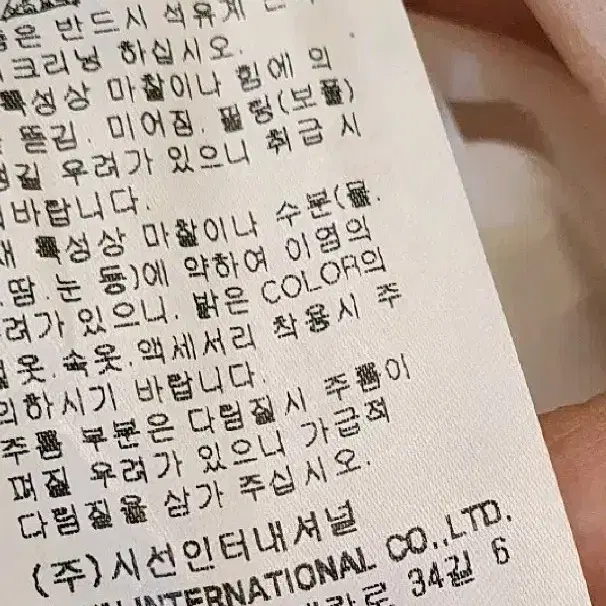 은 반드시 석유계
크리닝 하십시오.
특성상 마찰이나 힘에 의
뜯김. 미어짐. 필링(보풀)
길 우려가 있으니 취급 시
바랍니다.
특성상 마찰이나 수분(물.
땀.눈 등)에 약하여 이염의
려가 있으니. 밝은 COLOR의
옷.속옷.액세서리 착용시 주
의하시기 바랍니다.
주름 부분은 다림질시 주름이
펴질 우려가 있으니 가급적
다림질을 삼가 주십시오.
(주)시선인터내셔널
INTERNATIONAL CO.,LTD.
34길 6